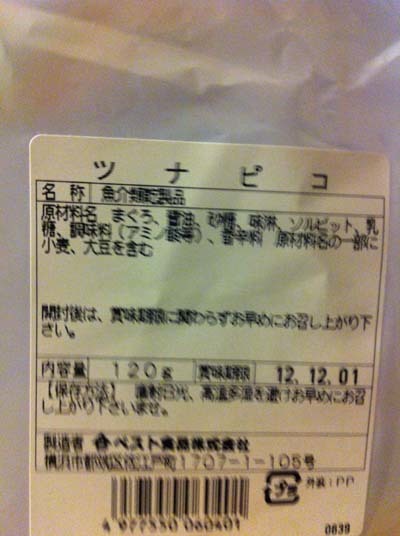 ツナピコ
名称 魚介類乾製品
原材料名 まぐろ、醤油、砂糖、味淋、ソルビット、乳
糖、調味料(アミノ酸等)、香辛料 原材料名の一部に
小麦、大豆を含む
開封後は、賞味期限に関わらずお早めにお召し上がり下
さい。
内容量 120g 賞味期限 12.12.01
【保存方法】 直射日光、高温多湿を避けお早めにお召
し上がり下さいませ。
製造者 ベスト食品株式会社
横浜市都筑区佐江戸町1707-1-105号
プラ 外装:PP
4 977550 060401
0839